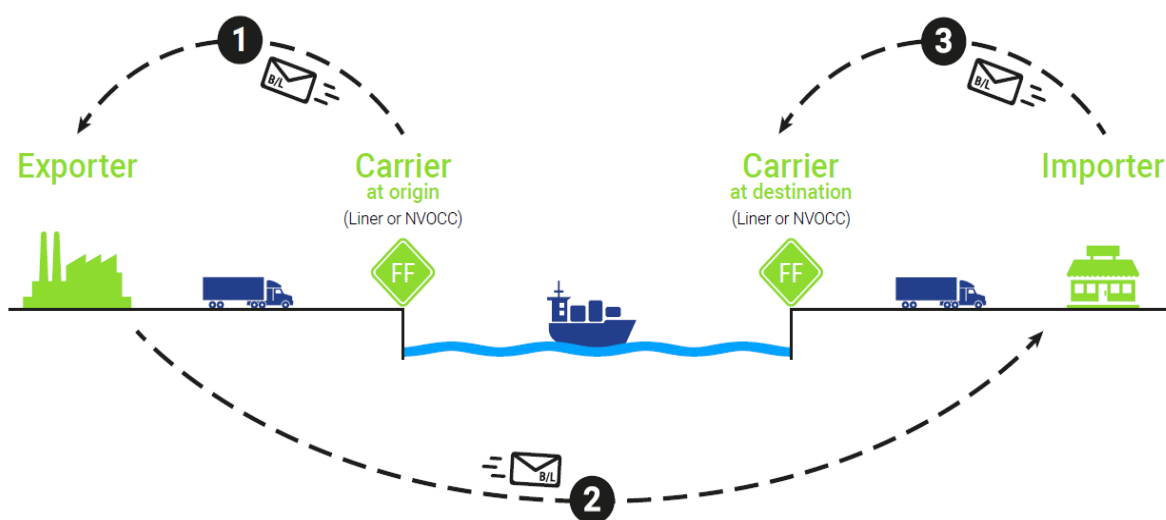 1
3
B/L
B/L
Exporter
Carrier
at origin
(Liner or NVOCC)
Carrier
at destination
(Liner or NVOCC)
Importer
FF
FF
B/L
2